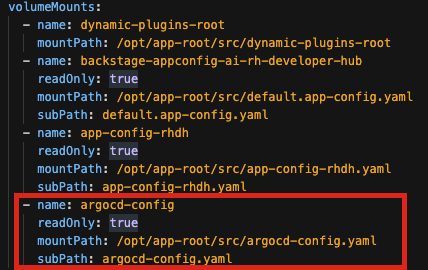 volumeMounts:
- name: dynamic-plugins-root
mountPath: /opt/app-root/src/dynamic-plugins-root
- name: backstage-appconfig-ai-rh-developer-hub
readOnly: true
mountPath: /opt/app-root/src/default.app-config.yaml
subPath: default.app-config.yaml
- name: app-config-rhdh
readOnly: true
mountPath: /opt/app-root/src/app-config-rhdh.yaml
subPath: app-config-rhdh.yaml
- name: argocd-config
readOnly: true
mountPath: /opt/app-root/src/argocd-config.yaml
subPath: argocd-config.yaml